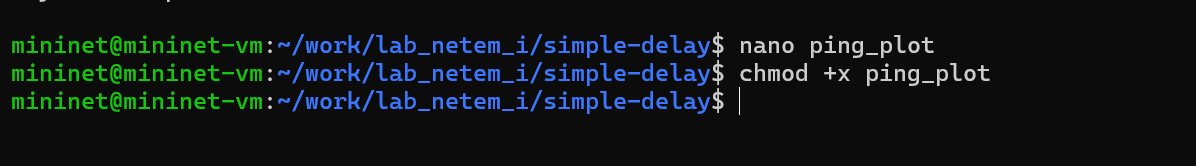 mininet@mininet-vm:~/work/lab_netem_i/simple-delay$ nano ping_plot
mininet@mininet-vm:~/work/lab_netem_i/simple-delay$ chmod +x ping_plot
mininet@mininet-vm:~/work/lab_netem_i/simple-delay$